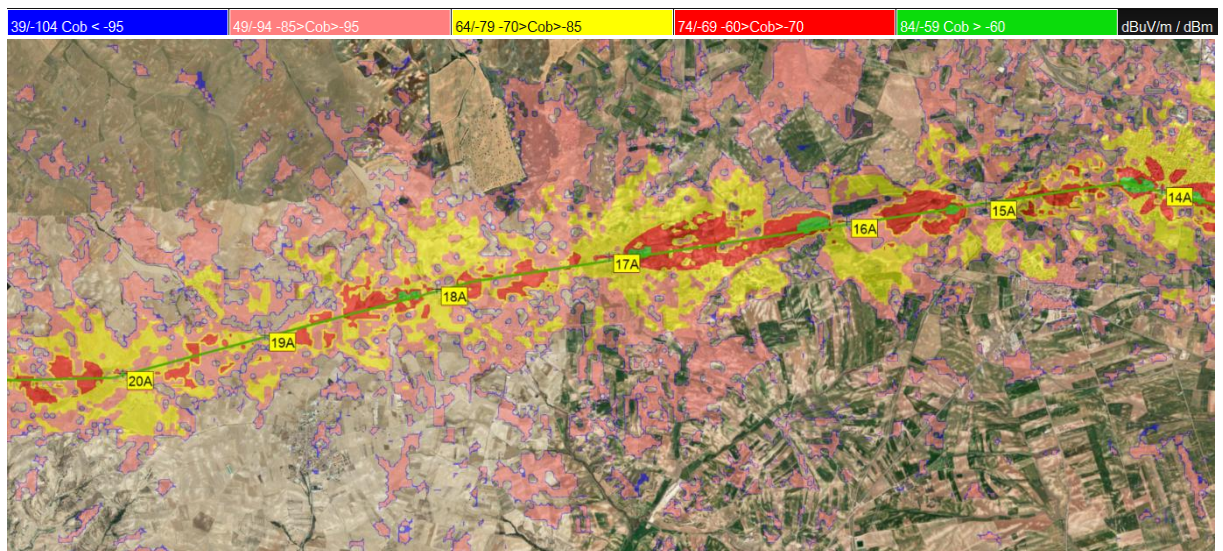 39/-104 Cob < -95
49/-94 -85>Cob>-95
64/-79 -70>Cob>-85
74/-69 -60>Cob>-70
84/-59 Cob > -60
dBuV/m / dBm
14A
15A
16A
17A
18A
19A
20A